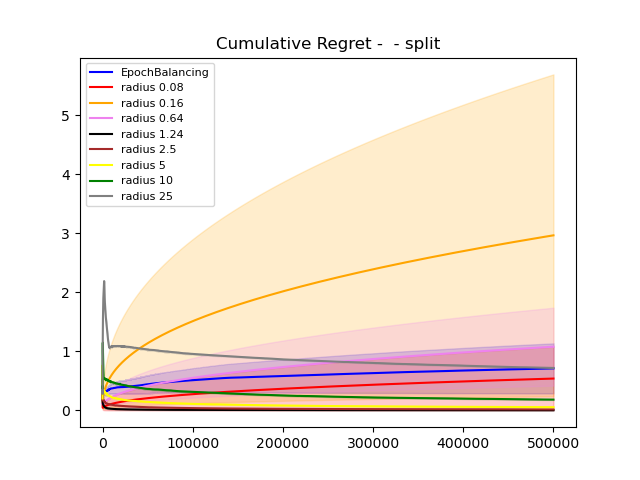 Cumulative Regret -  - split
EpochBalancing
radius 0.08
radius 0.16
radius 0.64
radius 1.24
radius 2.5
radius 5
radius 10
radius 25
5
4
3
2
1
0
0 100000 200000 300000 400000 500000